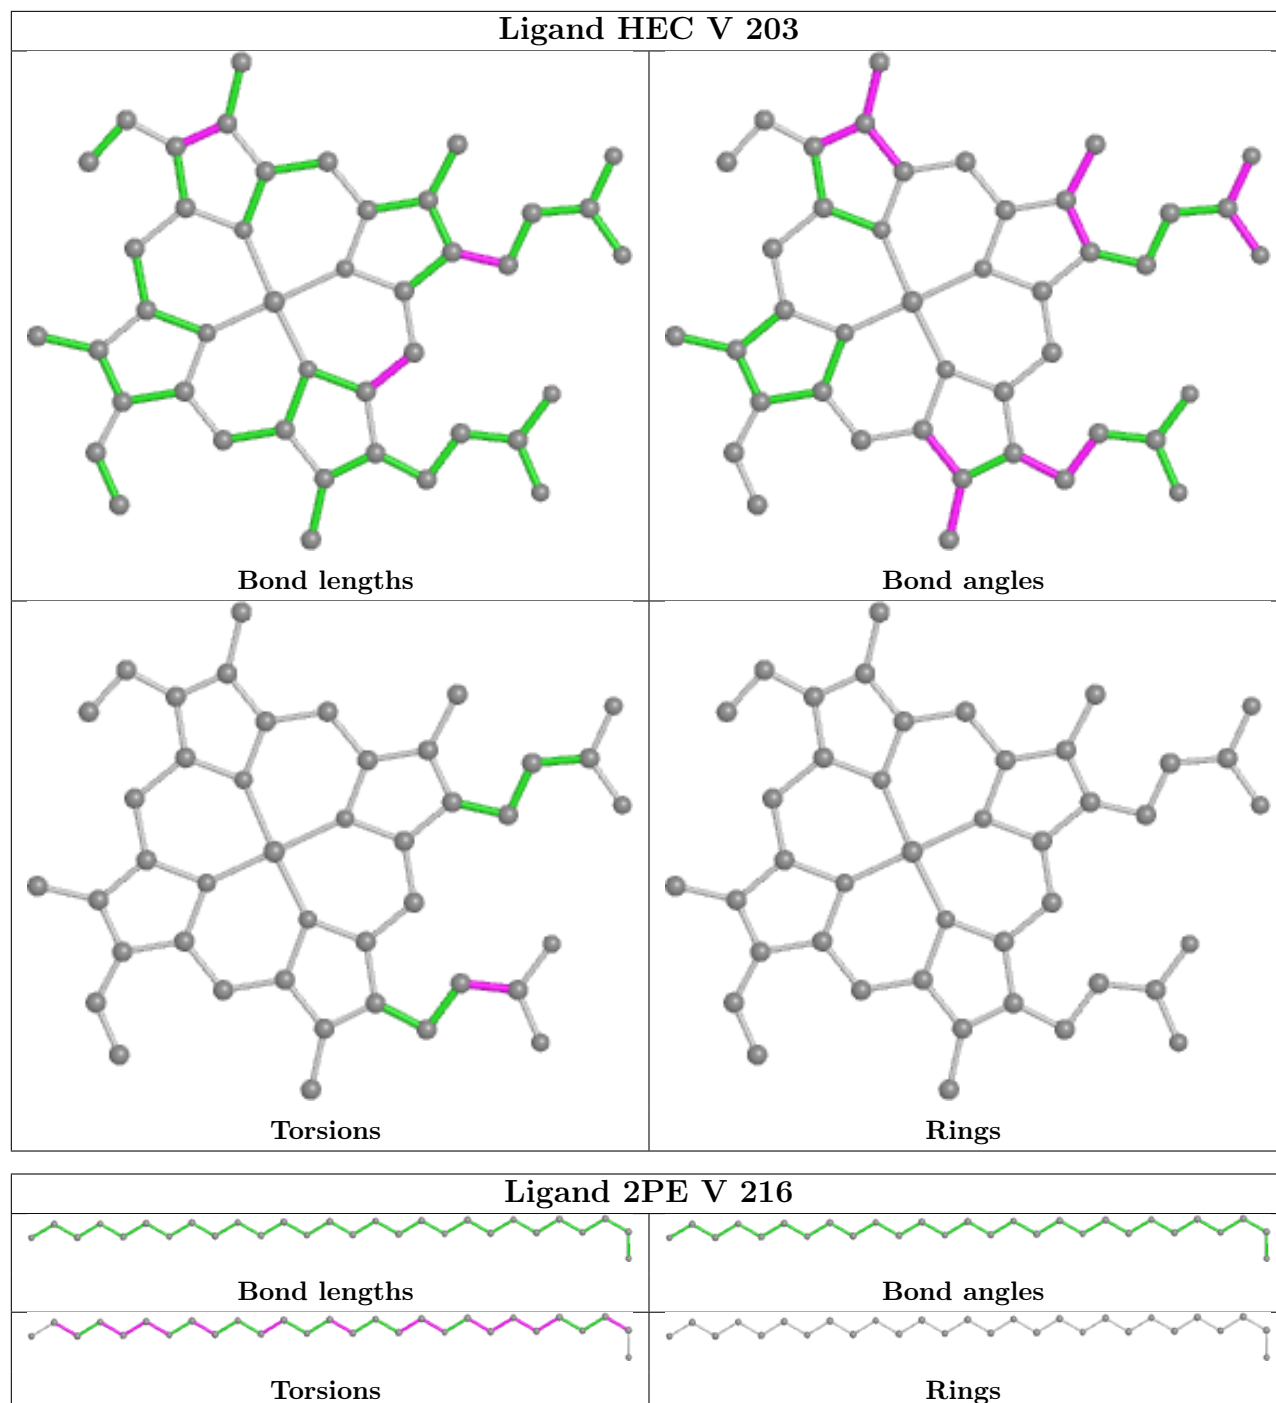 Ligand HEC V 203
Bond lengths
Bond angles
Torsions
Rings
Ligand 2PE V 216
Bond lengths
Bond angles
Torsions
Rings